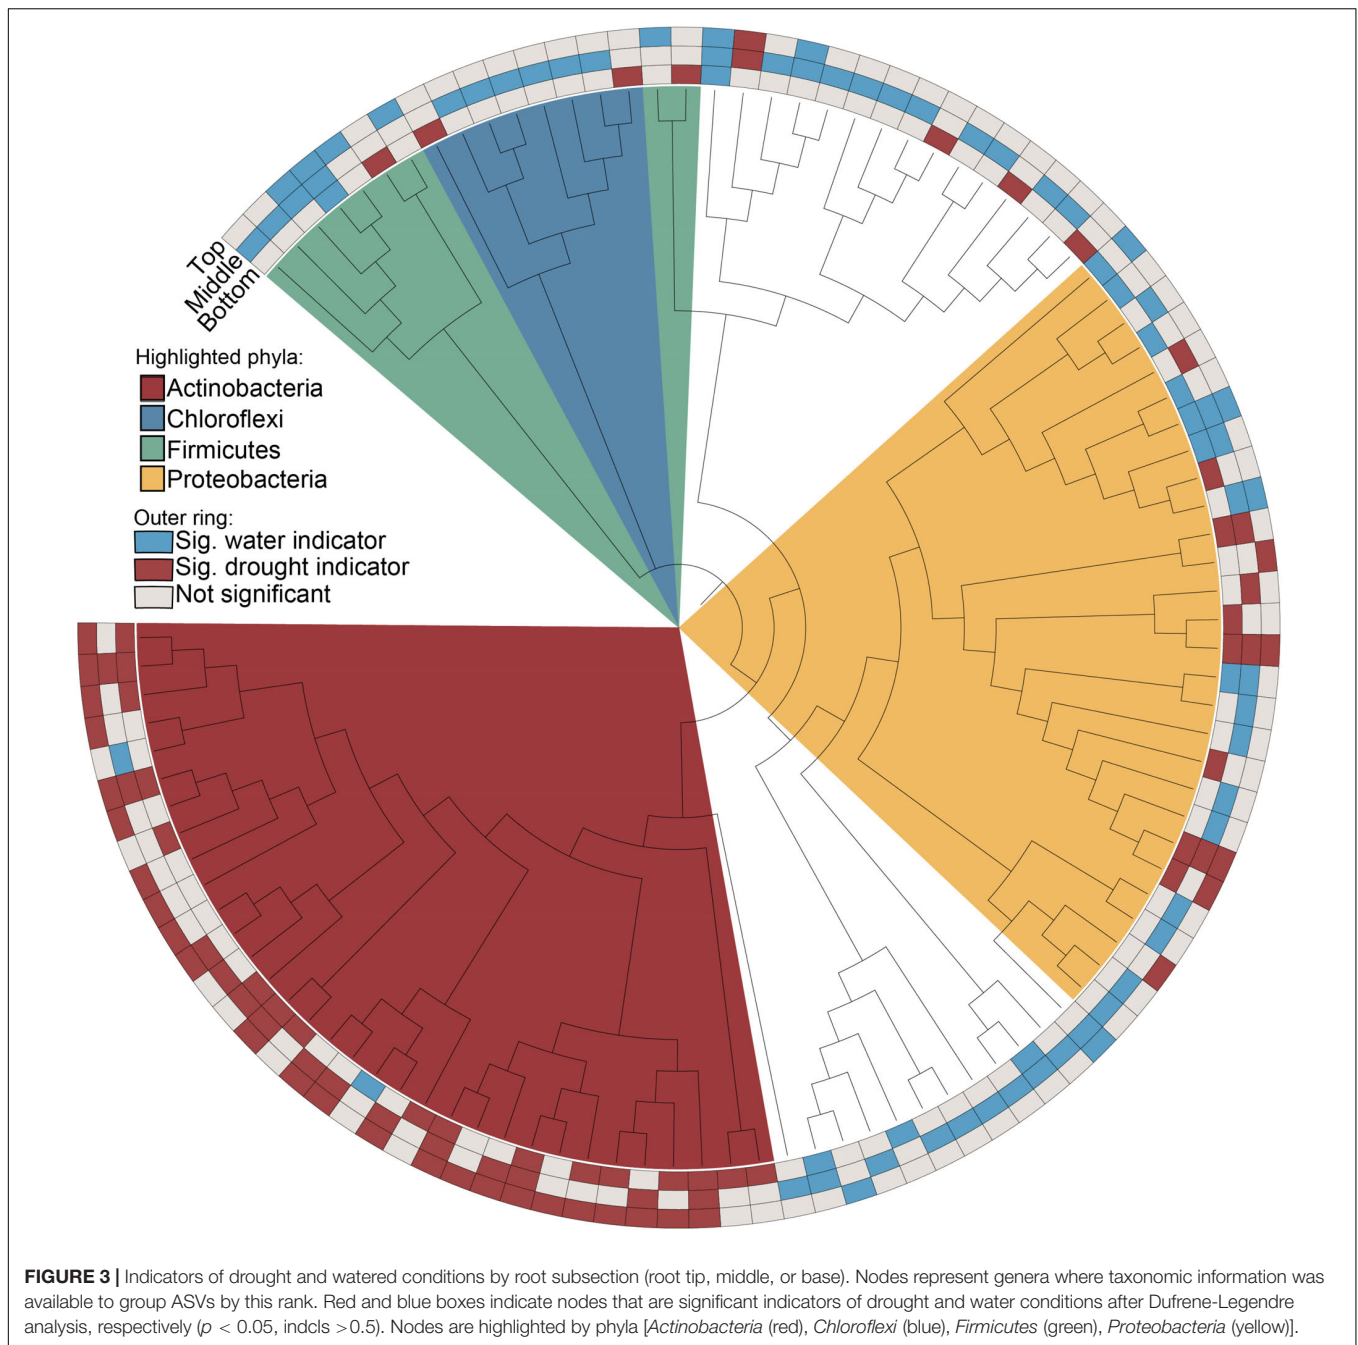 Top
Middle
Bottom
Highlighted phyla:
Actinobacteria
Chloroflexi
Firmicutes
Proteobacteria
Outer ring:
Sig. water indicator
Sig. drought indicator
Not significant
FIGURE 3 | Indicators of drought and watered conditions by root subsection (root tip, middle, or base). Nodes represent genera where taxonomic information was
available to group ASVs by this rank. Red and blue boxes indicate nodes that are significant indicators of drought and water conditions after Dufrene-Legendre
analysis, respectively (p < 0.05, indcls >0.5). Nodes are highlighted by phyla [Actinobacteria (red), Chloroflexi (blue), Firmicutes (green), Proteobacteria (yellow)].